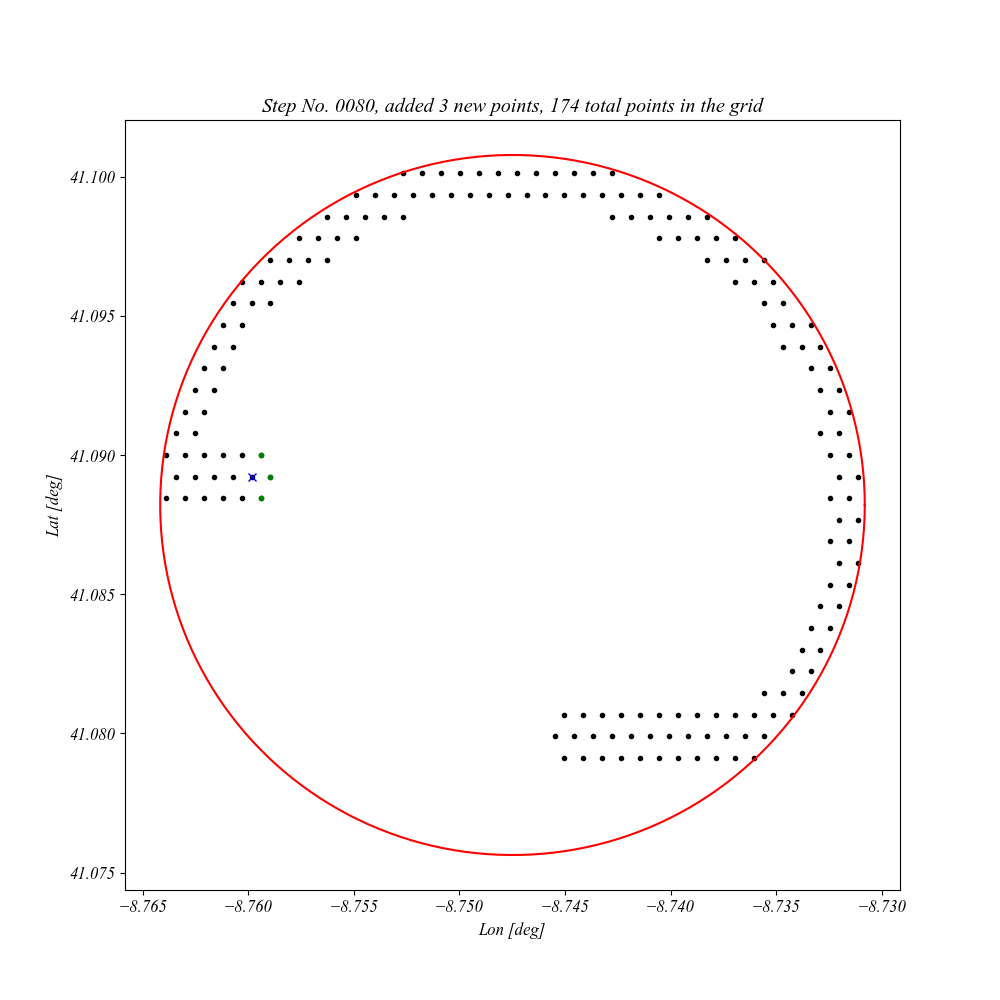 Step No. 0080, added 3 new points, 174 total points in the grid
41.100
41.095
41.090
41.085
41.080
41.075
Lat [deg]
−8.765 −8.760 −8.755 −8.750 −8.745 −8.740 −8.735 −8.730
Lon [deg]